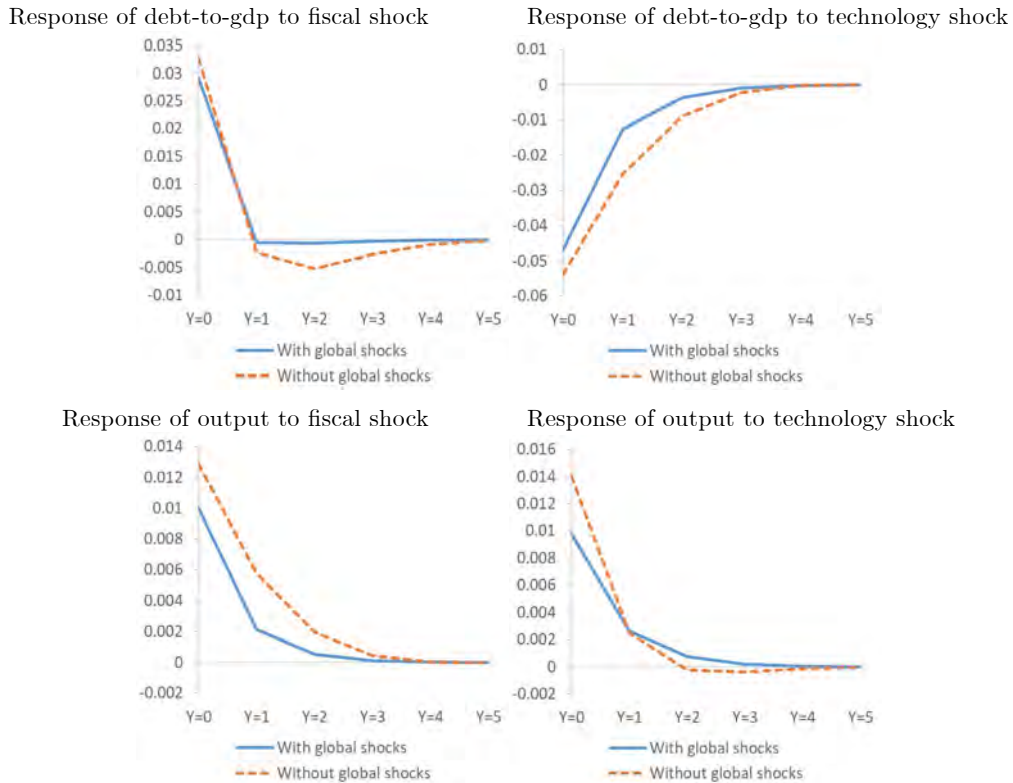 Response of debt-to-gdp to fiscal shock
0.035
0.03
0.025
0.02
0.015
0.01
0.005
0
-0.005
-0.01
Y=0 Y=1 Y=2 Y=3 Y=4 Y=5
With global shocks
Without global shocks
Response of debt-to-gdp to technology shock
0.01
0
-0.01
-0.02
-0.03
-0.04
-0.05
-0.06
Y=0 Y=1 Y=2 Y=3 Y=4 Y=5
With global shocks
Without global shocks
Response of output to fiscal shock
0.014
0.012
0.01
0.008
0.006
0.004
0.002
0
-0.002
Y=0 Y=1 Y=2 Y=3 Y=4 Y=5
With global shocks
Without global shocks
Response of output to technology shock
0.016
0.014
0.012
0.01
0.008
0.006
0.004
0.002
0
-0.002
Y=0 Y=1 Y=2 Y=3 Y=4 Y=5
With global shocks
Without global shocks